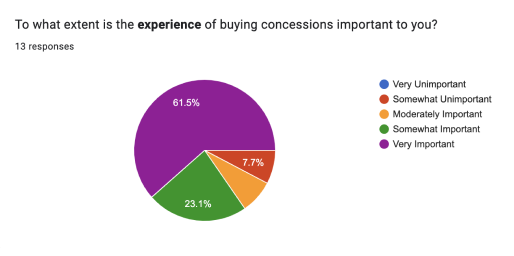 To what extent is the experience of buying concessions important to you?
13 responses
61.5%
7.7%
23.1%
Very Unimportant
Somewhat Unimportant
Moderately Important
Somewhat Important
Very Important